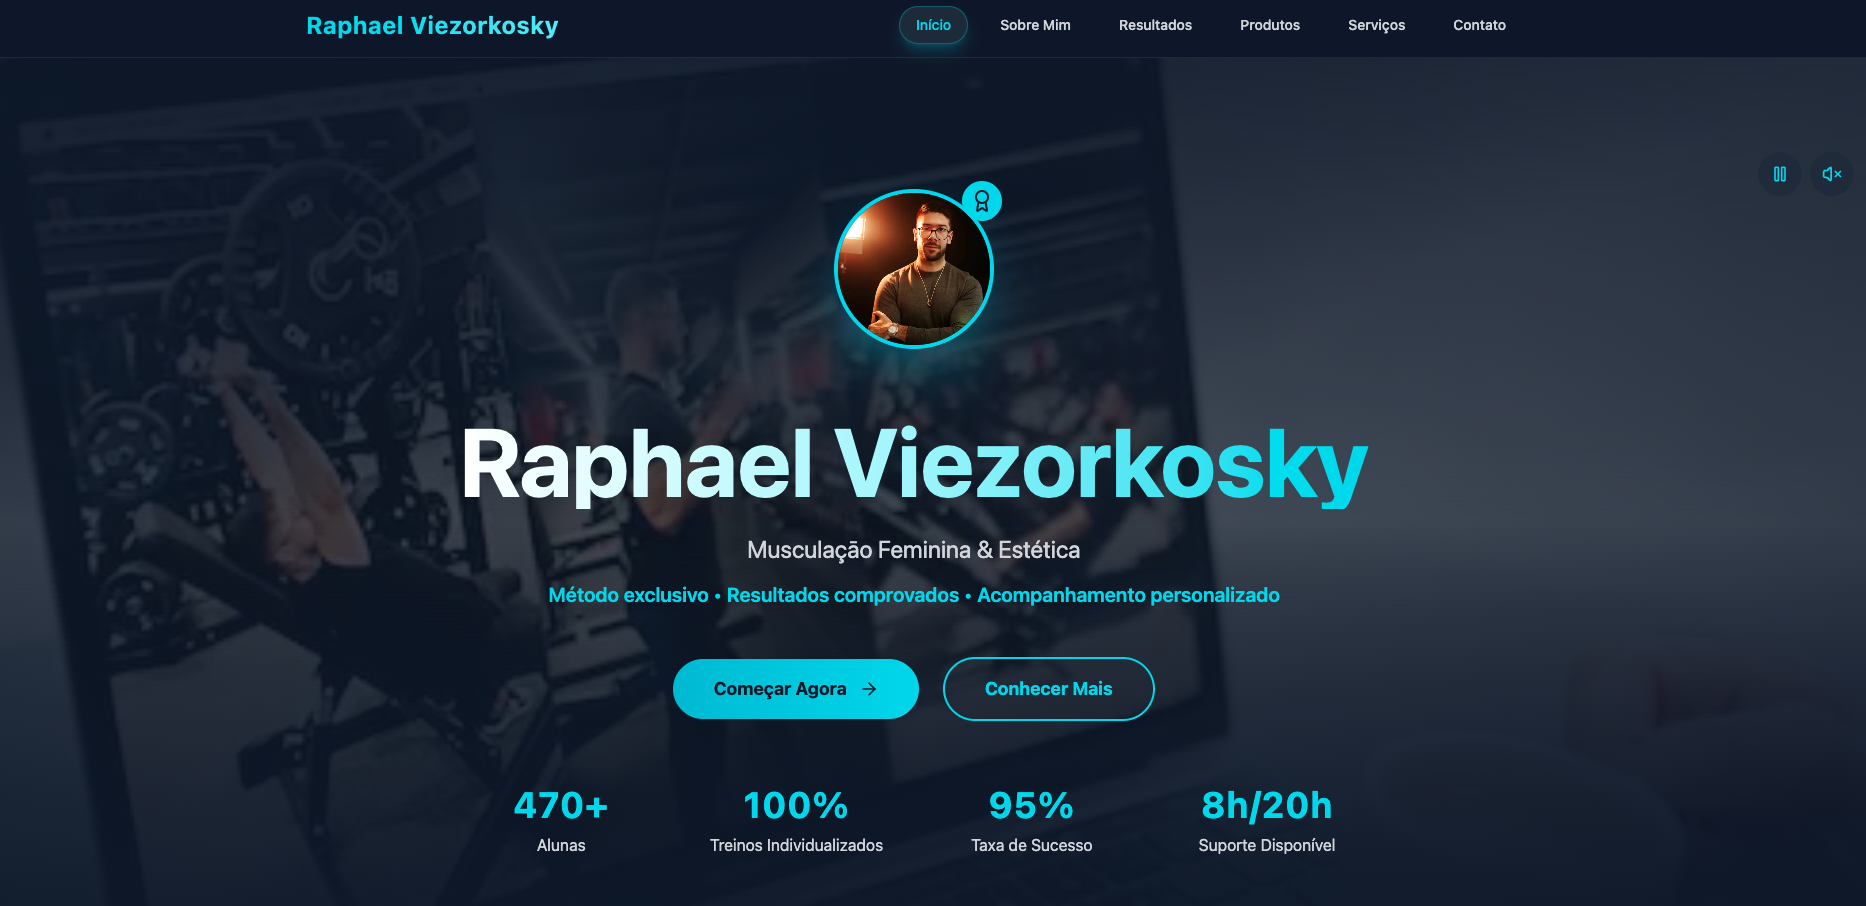 Raphael Viezorkosky
Início
Sobre Mim
Resultados
Produtos
Serviços
Contato
Raphael Viezorkosky
Musculação Feminina & Estética
Método exclusivo • Resultados comprovados • Acompanhamento personalizado
Começar Agora →
Conhecer Mais
470+
Alunas
100%
Treinos Individualizados
95%
Taxa de Sucesso
8h/20h
Suporte Disponível